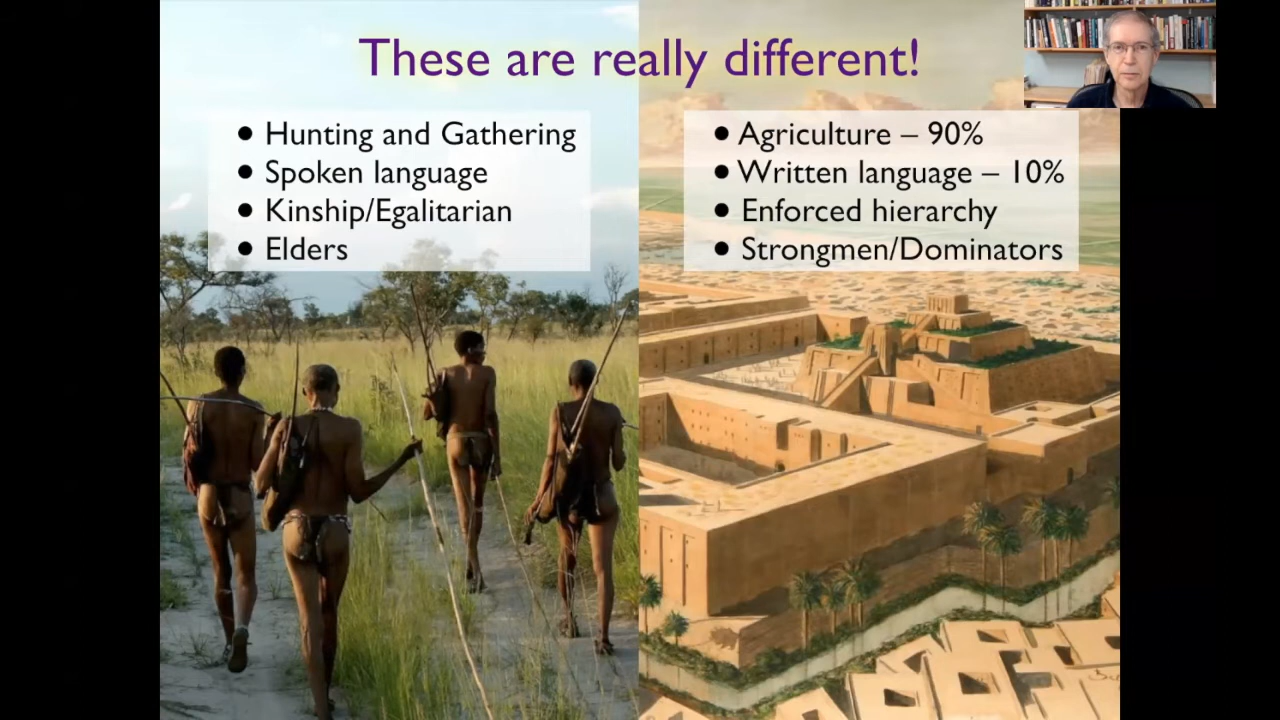 These are really different!
• Hunting and Gathering
• Spoken language
• Kinship/Egalitarian
• Elders
• Agriculture – 90%
• Written language – 10%
• Enforced hierarchy
• Strongmen/Dominators